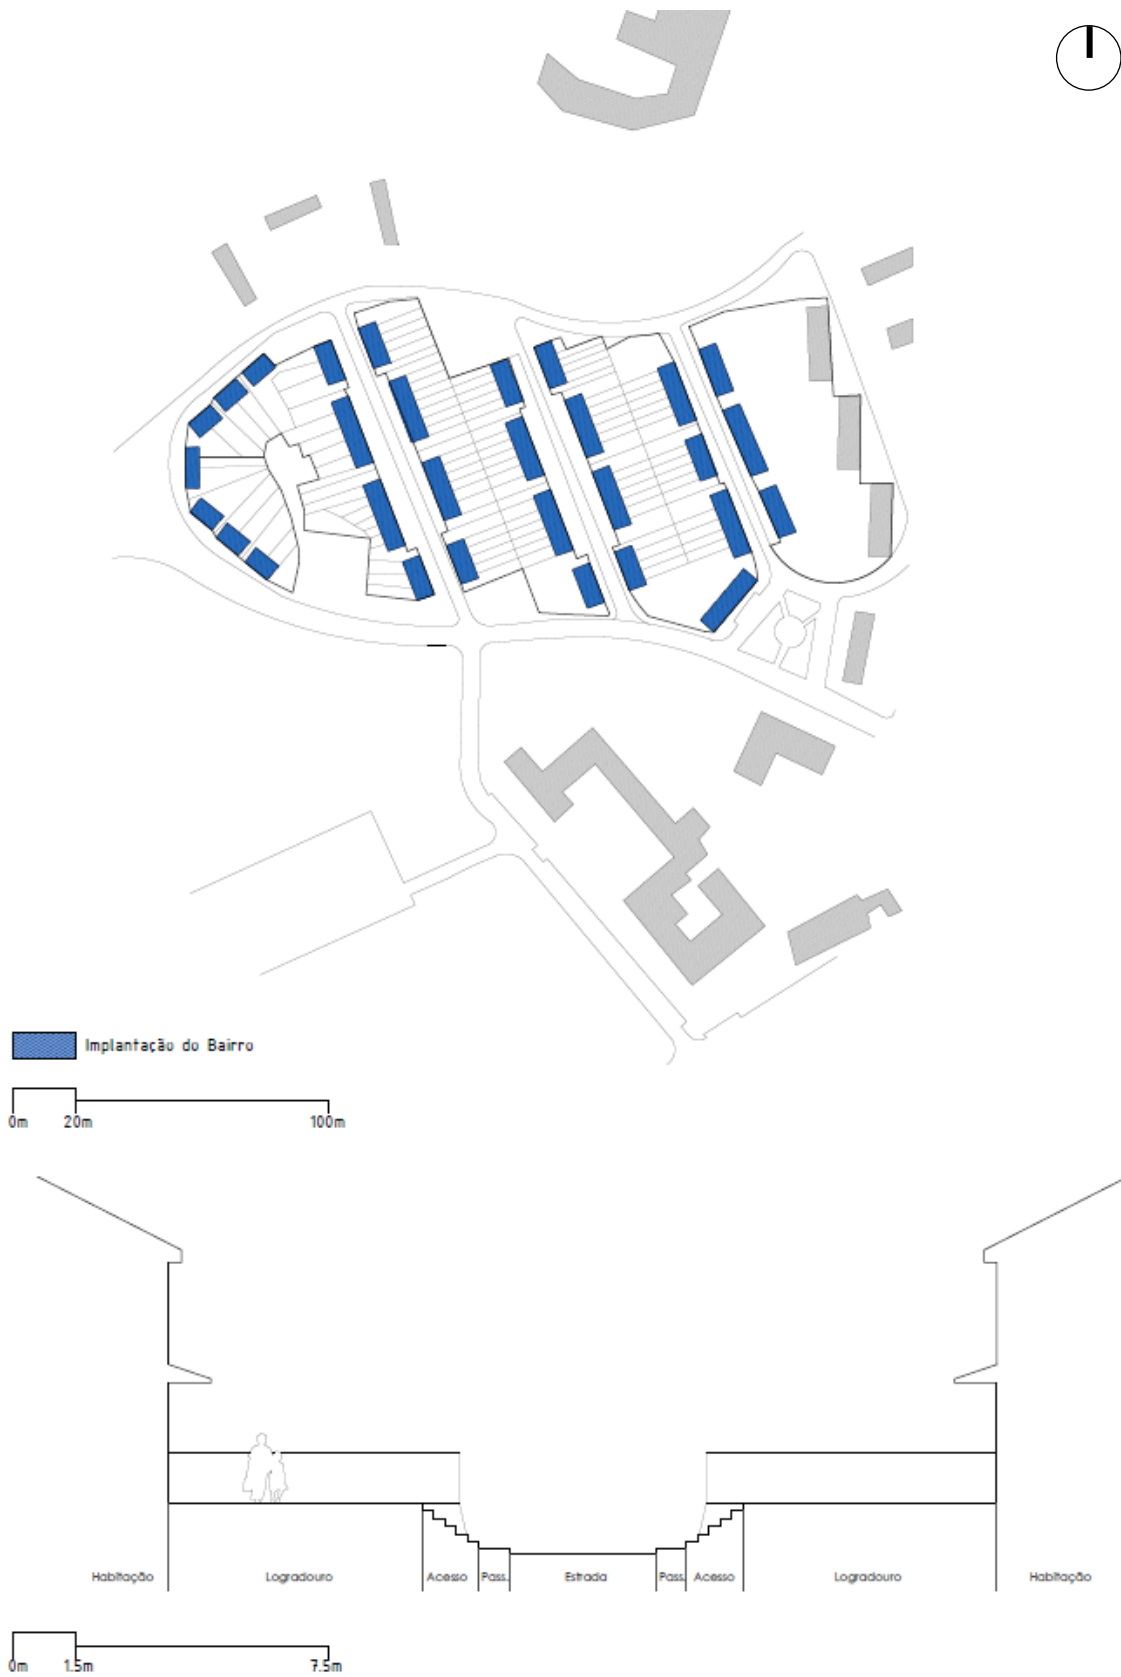 Implantação do Bairro
0m 20m 100m
Habitação Logradouro Acesso Pass. Estrada Pass. Acesso Logradouro Habitação
0m 1.5m 7.5m